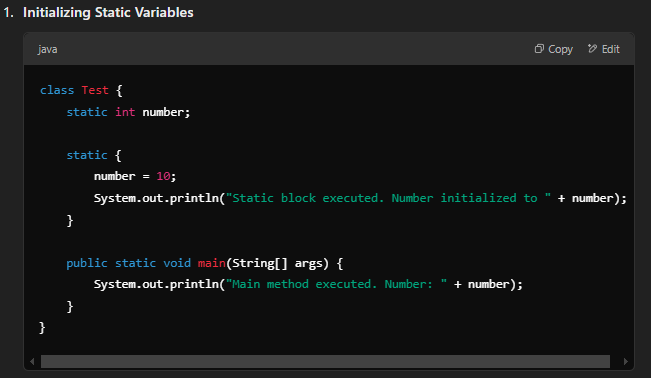 1. Initializing Static Variables
java
Copy
Edit
class Test {
    static int number;

    static {
        number = 10;
        System.out.println("Static block executed. Number initialized to " + number);
    }

    public static void main(String[] args) {
        System.out.println("Main method executed. Number: " + number);
    }
}